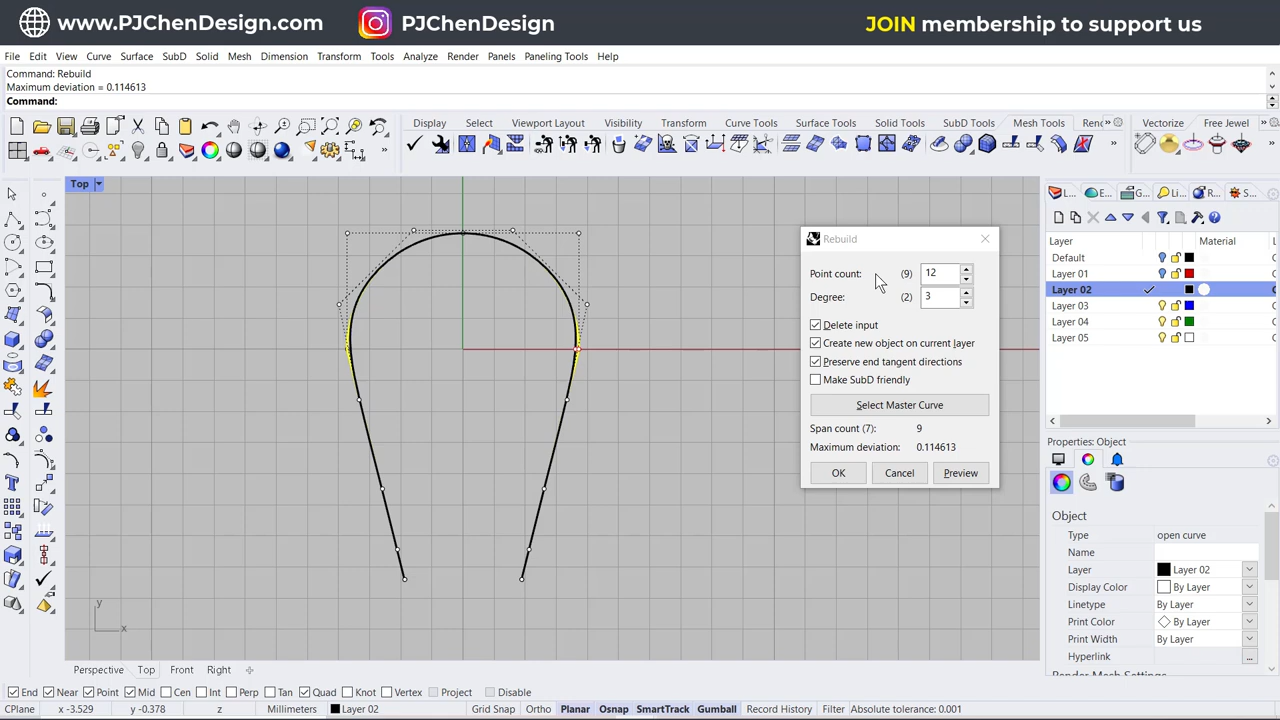 www.PJChenDesign.com PJChenDesign JOIN membership to support us
File Edit View Curve Surface SubD Solid Mesh Dimension Transform Tools Analyze Render Panels Paneling Tools Help
Command: Rebuild
Maximum deviation = 0.114613
Command:
Display Select Viewport Layout Visibility Transform Curve Tools Surface Tools Solid Tools SubD Tools Mesh Tools Ren Vectorize Free Jewel
Top
L... E... G... Li... R... S...
Layer Material
Default
Layer 01
Layer 02
Layer 03
Layer 04
Layer 05
Rebuild
Point count: (9) 12
Degree: (2) 3
Delete input
Create new object on current layer
Preserve end tangent directions
Make SubD friendly
Select Master Curve
Span count (7): 9
Maximum deviation: 0.114613
OK Cancel Preview
Properties: Object
Object
Type open curve
Name
Layer Layer 02
Display Color By Layer
Linetype By Layer
Print Color By Layer
Print Width By Layer
Hyperlink ...
Render Mesh Settings
y
x
Perspective Top Front Right
End Near Point Mid Cen Int Perp Tan Quad Knot Vertex Project Disable
CPlane x -3.529 y -0.378 z Millimeters Layer 02 Grid Snap Ortho Planar Osnap SmartTrack Gumball Record History Filter Absolute tolerance: 0.001